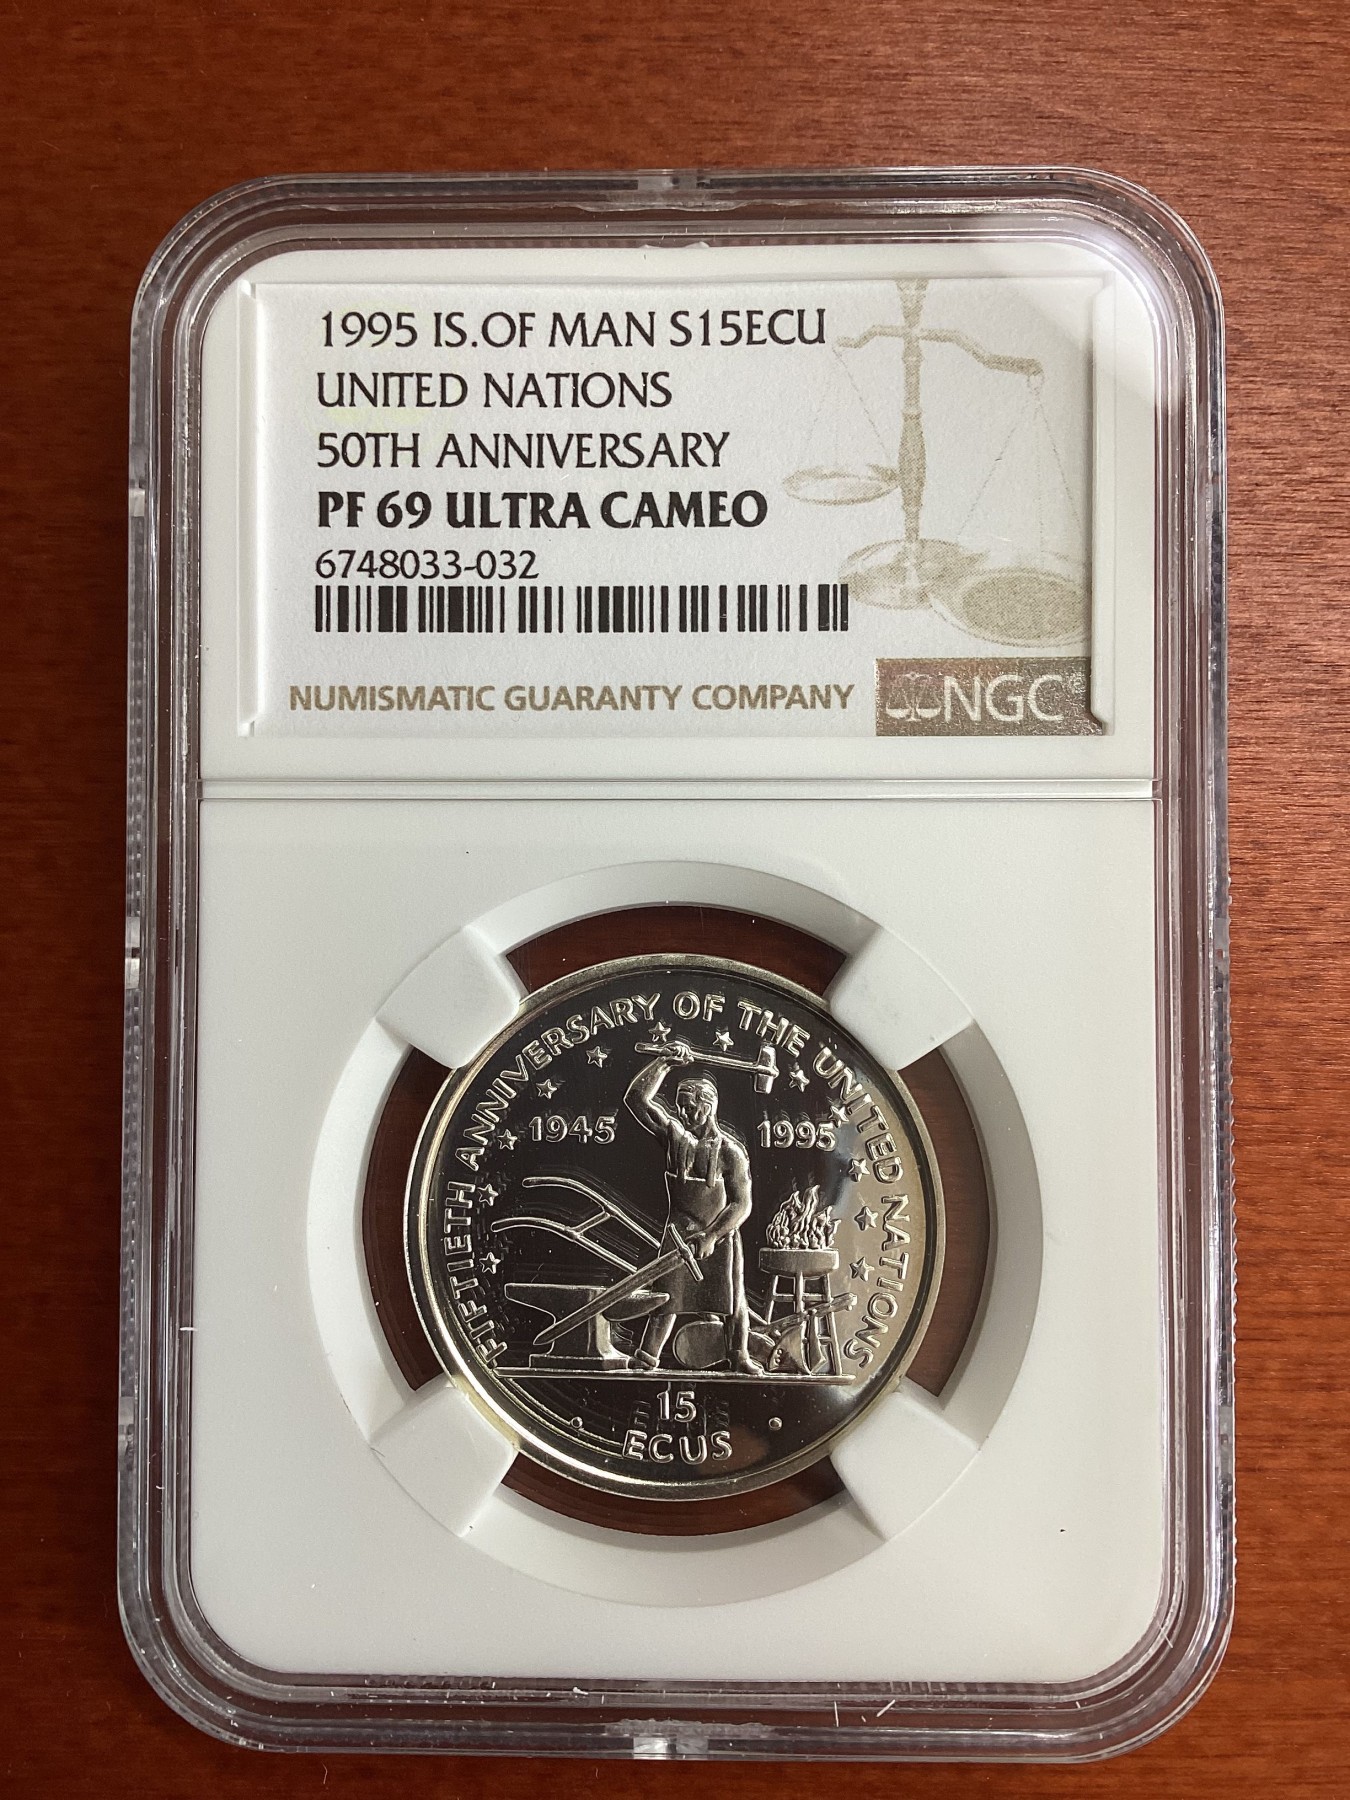 1995 IS.OF MAN S15ECU
UNITED NATIONS
50TH ANNIVERSARY
PF 69 ULTRA CAMEO
6748033-032
NUMISMATIC GUARANTY COMPANY
NGC
FIFTIETH ANNIVERSARY OF THE UNITED NATIONS
1945 1995
15
ECUS